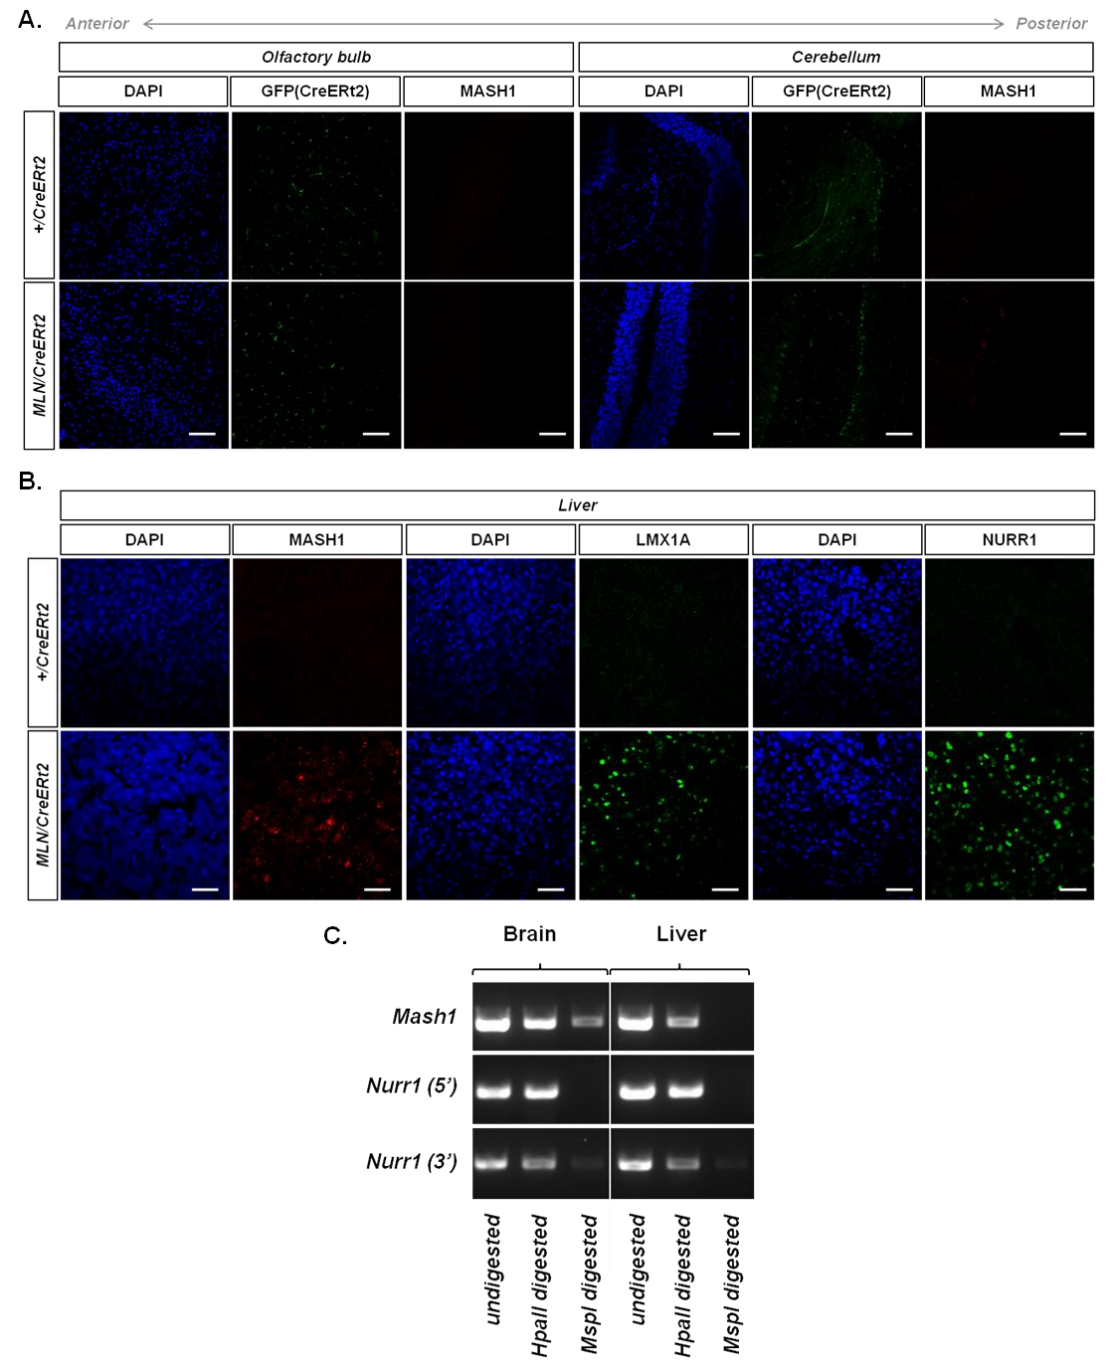 A.
Anterior
Posterior
Olfactory bulb
Cerebellum
DAPI
GFP(CreERt2)
MASH1
DAPI
GFP(CreERt2)
MASH1
+/CreERt2
MLN/CreERt2
B.
Liver
DAPI
MASH1
DAPI
LMX1A
DAPI
NURR1
+/CreERt2
MLN/CreERt2
C.
Brain
Liver
Mash1
Nurr1 (5’)
Nurr1 (3’)
undigested
HpaII digested
MspI digested
undigested
HpaII digested
MspI digested